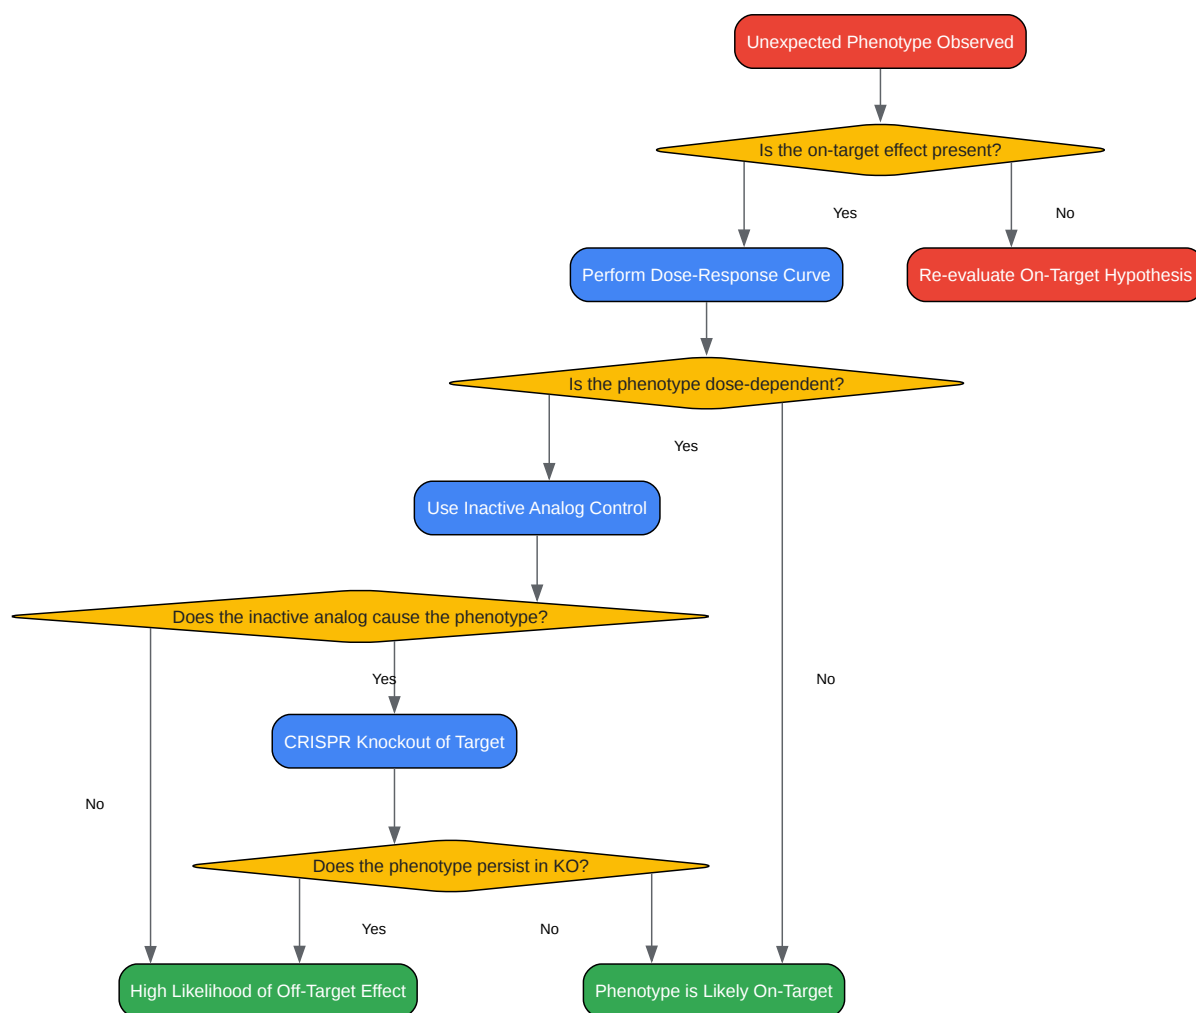 Unexpected Phenotype Observed
Is the on-target effect present?
Yes
No
Perform Dose-Response Curve
Re-evaluate On-Target Hypothesis
Is the phenotype dose-dependent?
Yes
Use Inactive Analog Control
Does the inactive analog cause the phenotype?
Yes
No
CRISPR Knockout of Target
No
Does the phenotype persist in KO?
Yes
No
High Likelihood of Off-Target Effect
Phenotype is Likely On-Target